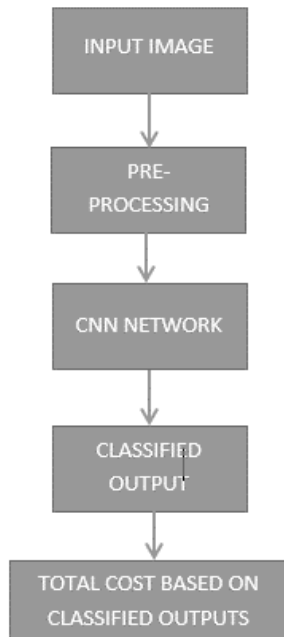 INPUT IMAGE
PRE-
PROCESSING
CNN NETWORK
CLASSIFIED
OUTPUT
TOTAL COST BASED ON
CLASSIFIED OUTPUTS